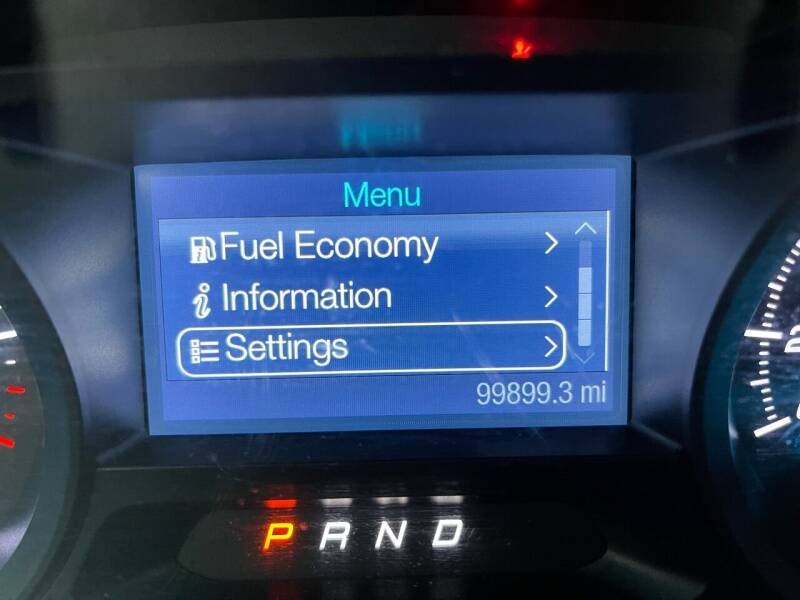 Menu
Fuel Economy
Information
Settings
99899.3 mi
P R N D